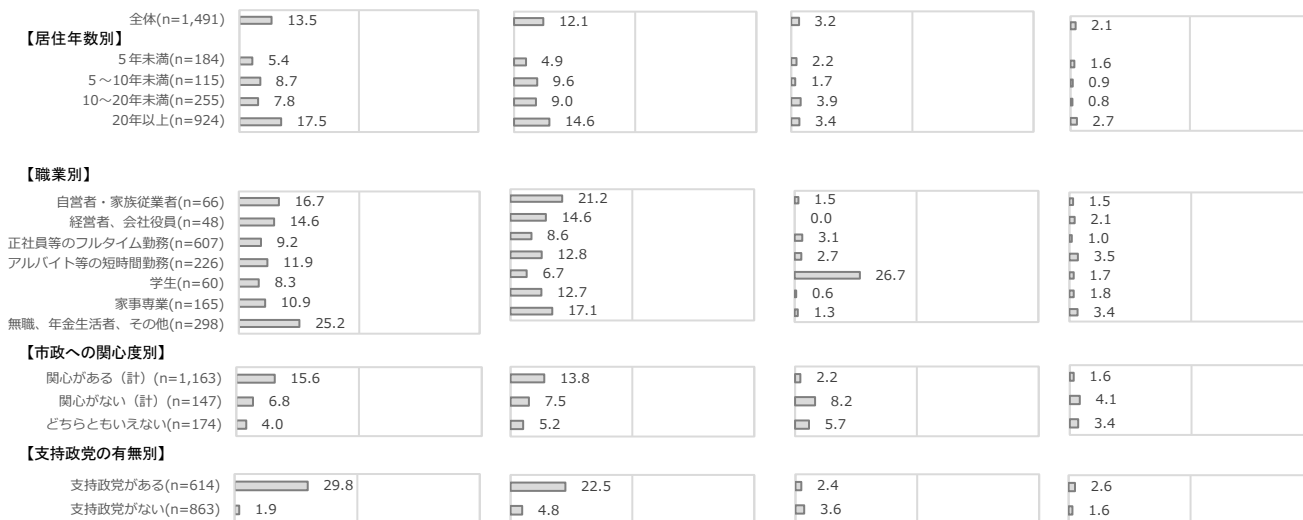 全体(n=1,491) 13.5 12.1 3.2 2.1
【居住年数別】
５年未満(n=184) 5.4 4.9 2.2 1.6
５～10年未満(n=115) 8.7 9.6 1.7 0.9
10～20年未満(n=255) 7.8 9.0 3.9 0.8
20年以上(n=924) 17.5 14.6 3.4 2.7
【職業別】
自営者・家族従業者(n=66) 16.7 21.2 1.5 1.5
経営者、会社役員(n=48) 14.6 14.6 0.0 2.1
正社員等のフルタイム勤務(n=607) 9.2 8.6 3.1 1.0
アルバイト等の短時間勤務(n=226) 11.9 12.8 2.7 3.5
学生(n=60) 8.3 6.7 26.7 1.7
家事専業(n=165) 10.9 12.7 0.6 1.8
無職、年金生活者、その他(n=298) 25.2 17.1 1.3 3.4
【市政への関心度別】
関心がある（計）(n=1,163) 15.6 13.8 2.2 1.6
関心がない（計）(n=147) 6.8 7.5 8.2 4.1
どちらともいえない(n=174) 4.0 5.2 5.7 3.4
【支持政党の有無別】
支持政党がある(n=614) 29.8 22.5 2.4 2.6
支持政党がない(n=863) 1.9 4.8 3.6 1.6